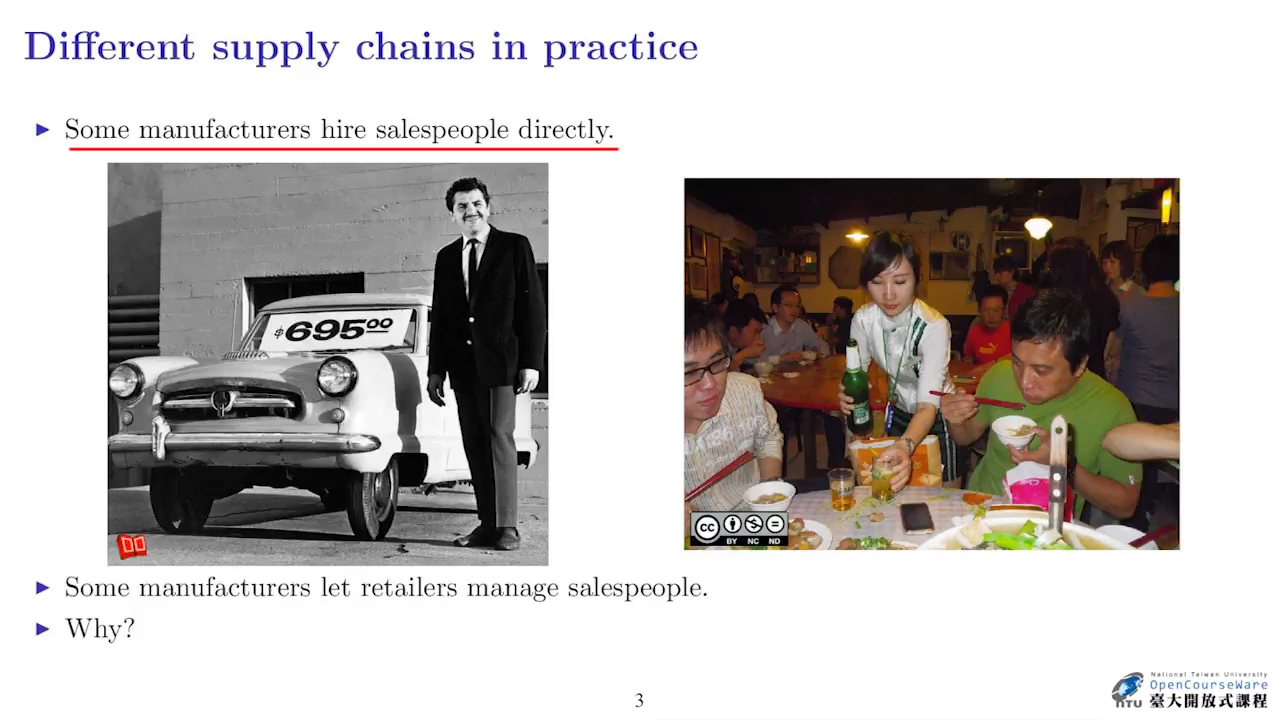 Different supply chains in practice
▶ Some manufacturers hire salespeople directly.
$695.00
BY NC ND
▶ Some manufacturers let retailers manage salespeople.
▶ Why?
3
National Taiwan University
OpenCourseWare
NTU 臺大開放式課程